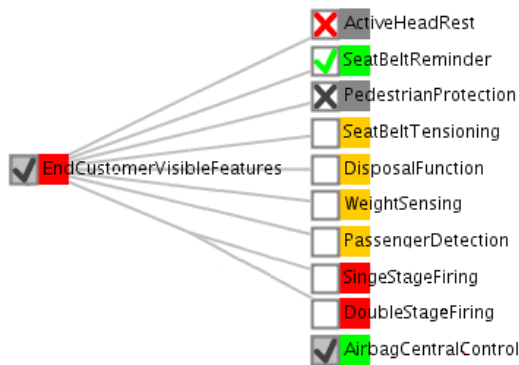 ActiveHeadRest
SeatBeltReminder
PedestrianProtection
SeatBeltTensioning
EndCustomerVisibleFeatures
DisposalFunction
WeightSensing
PassengerDetection
SingeStageFiring
DoubleStageFiring
AirbagCentralControl